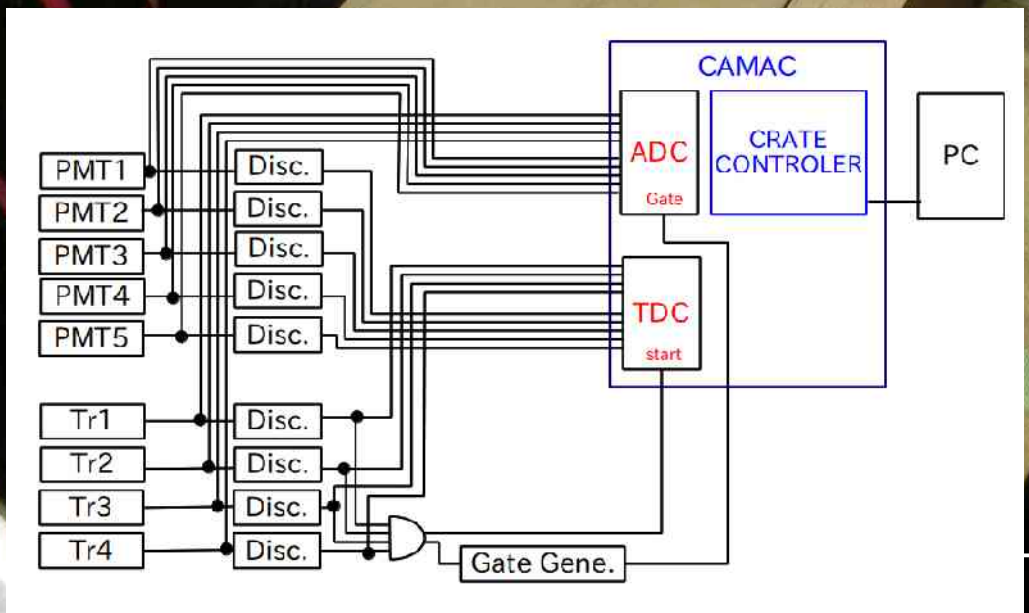 CAMAC
ADC
Gate
CRATE
CONTROLER
PC
PMT1
Disc.
PMT2
Disc.
PMT3
Disc.
PMT4
Disc.
PMT5
Disc.
TDC
start
Tr1
Disc.
Tr2
Disc.
Tr3
Disc.
Tr4
Disc.
Gate Gene.